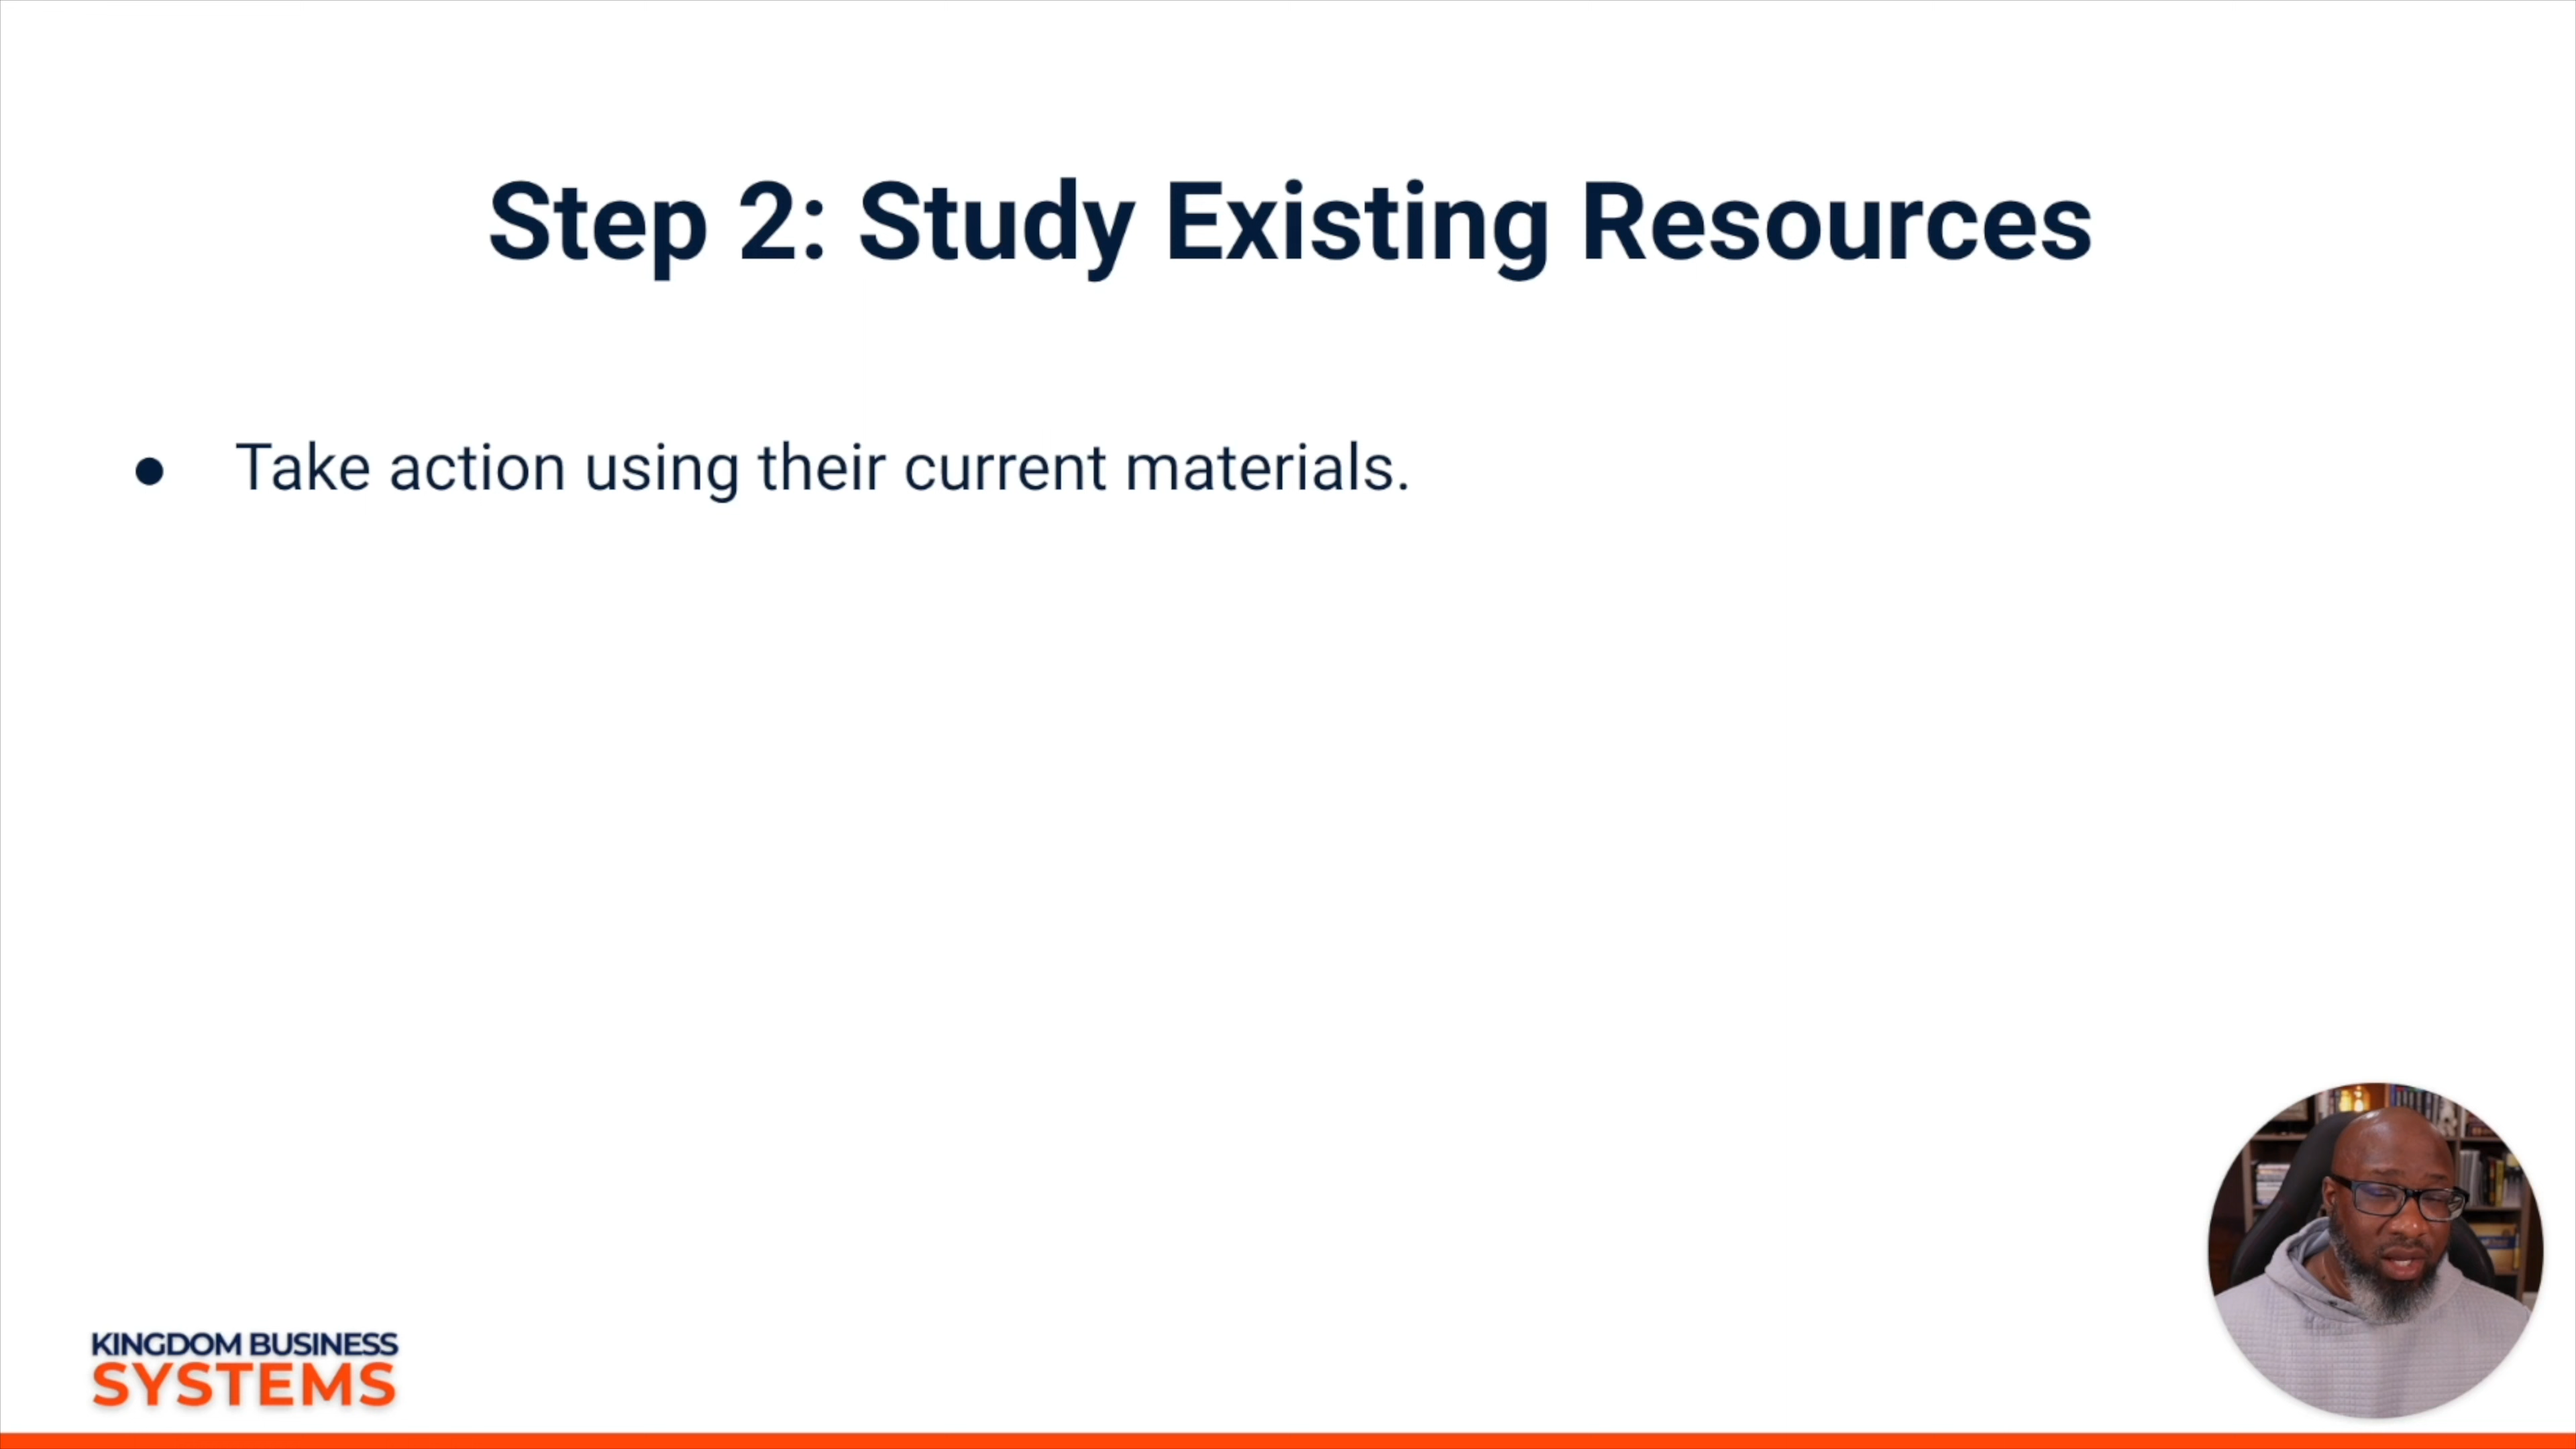 Step 2: Study Existing Resources
● Take action using their current materials.
KINGDOM BUSINESS
SYSTEMS